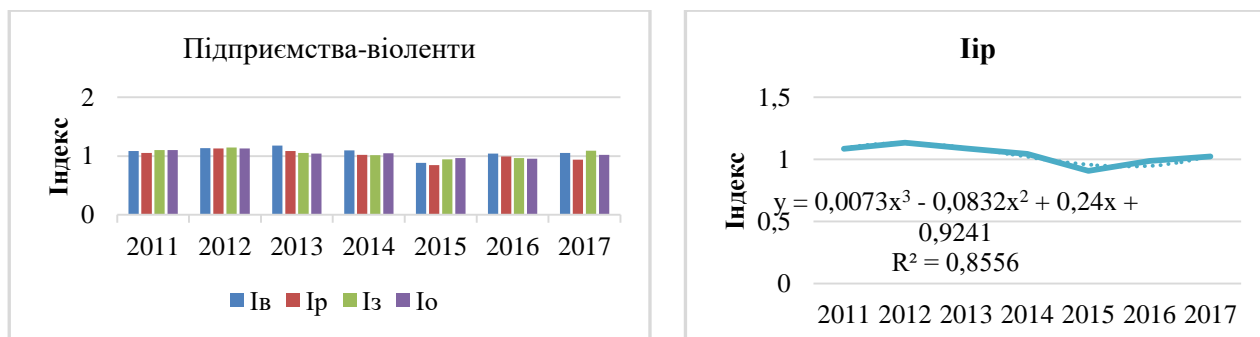 Підприємства-віоленти
Індекс
2
1
0
2011 2012 2013 2014 2015 2016 2017
Ів Ір Із Іо
Іір
Індекс
1,5
1
0,5
0
y = 0,0073x³ - 0,0832x² + 0,24x +
0,9241
R² = 0,8556
2011 2012 2013 2014 2015 2016 2017